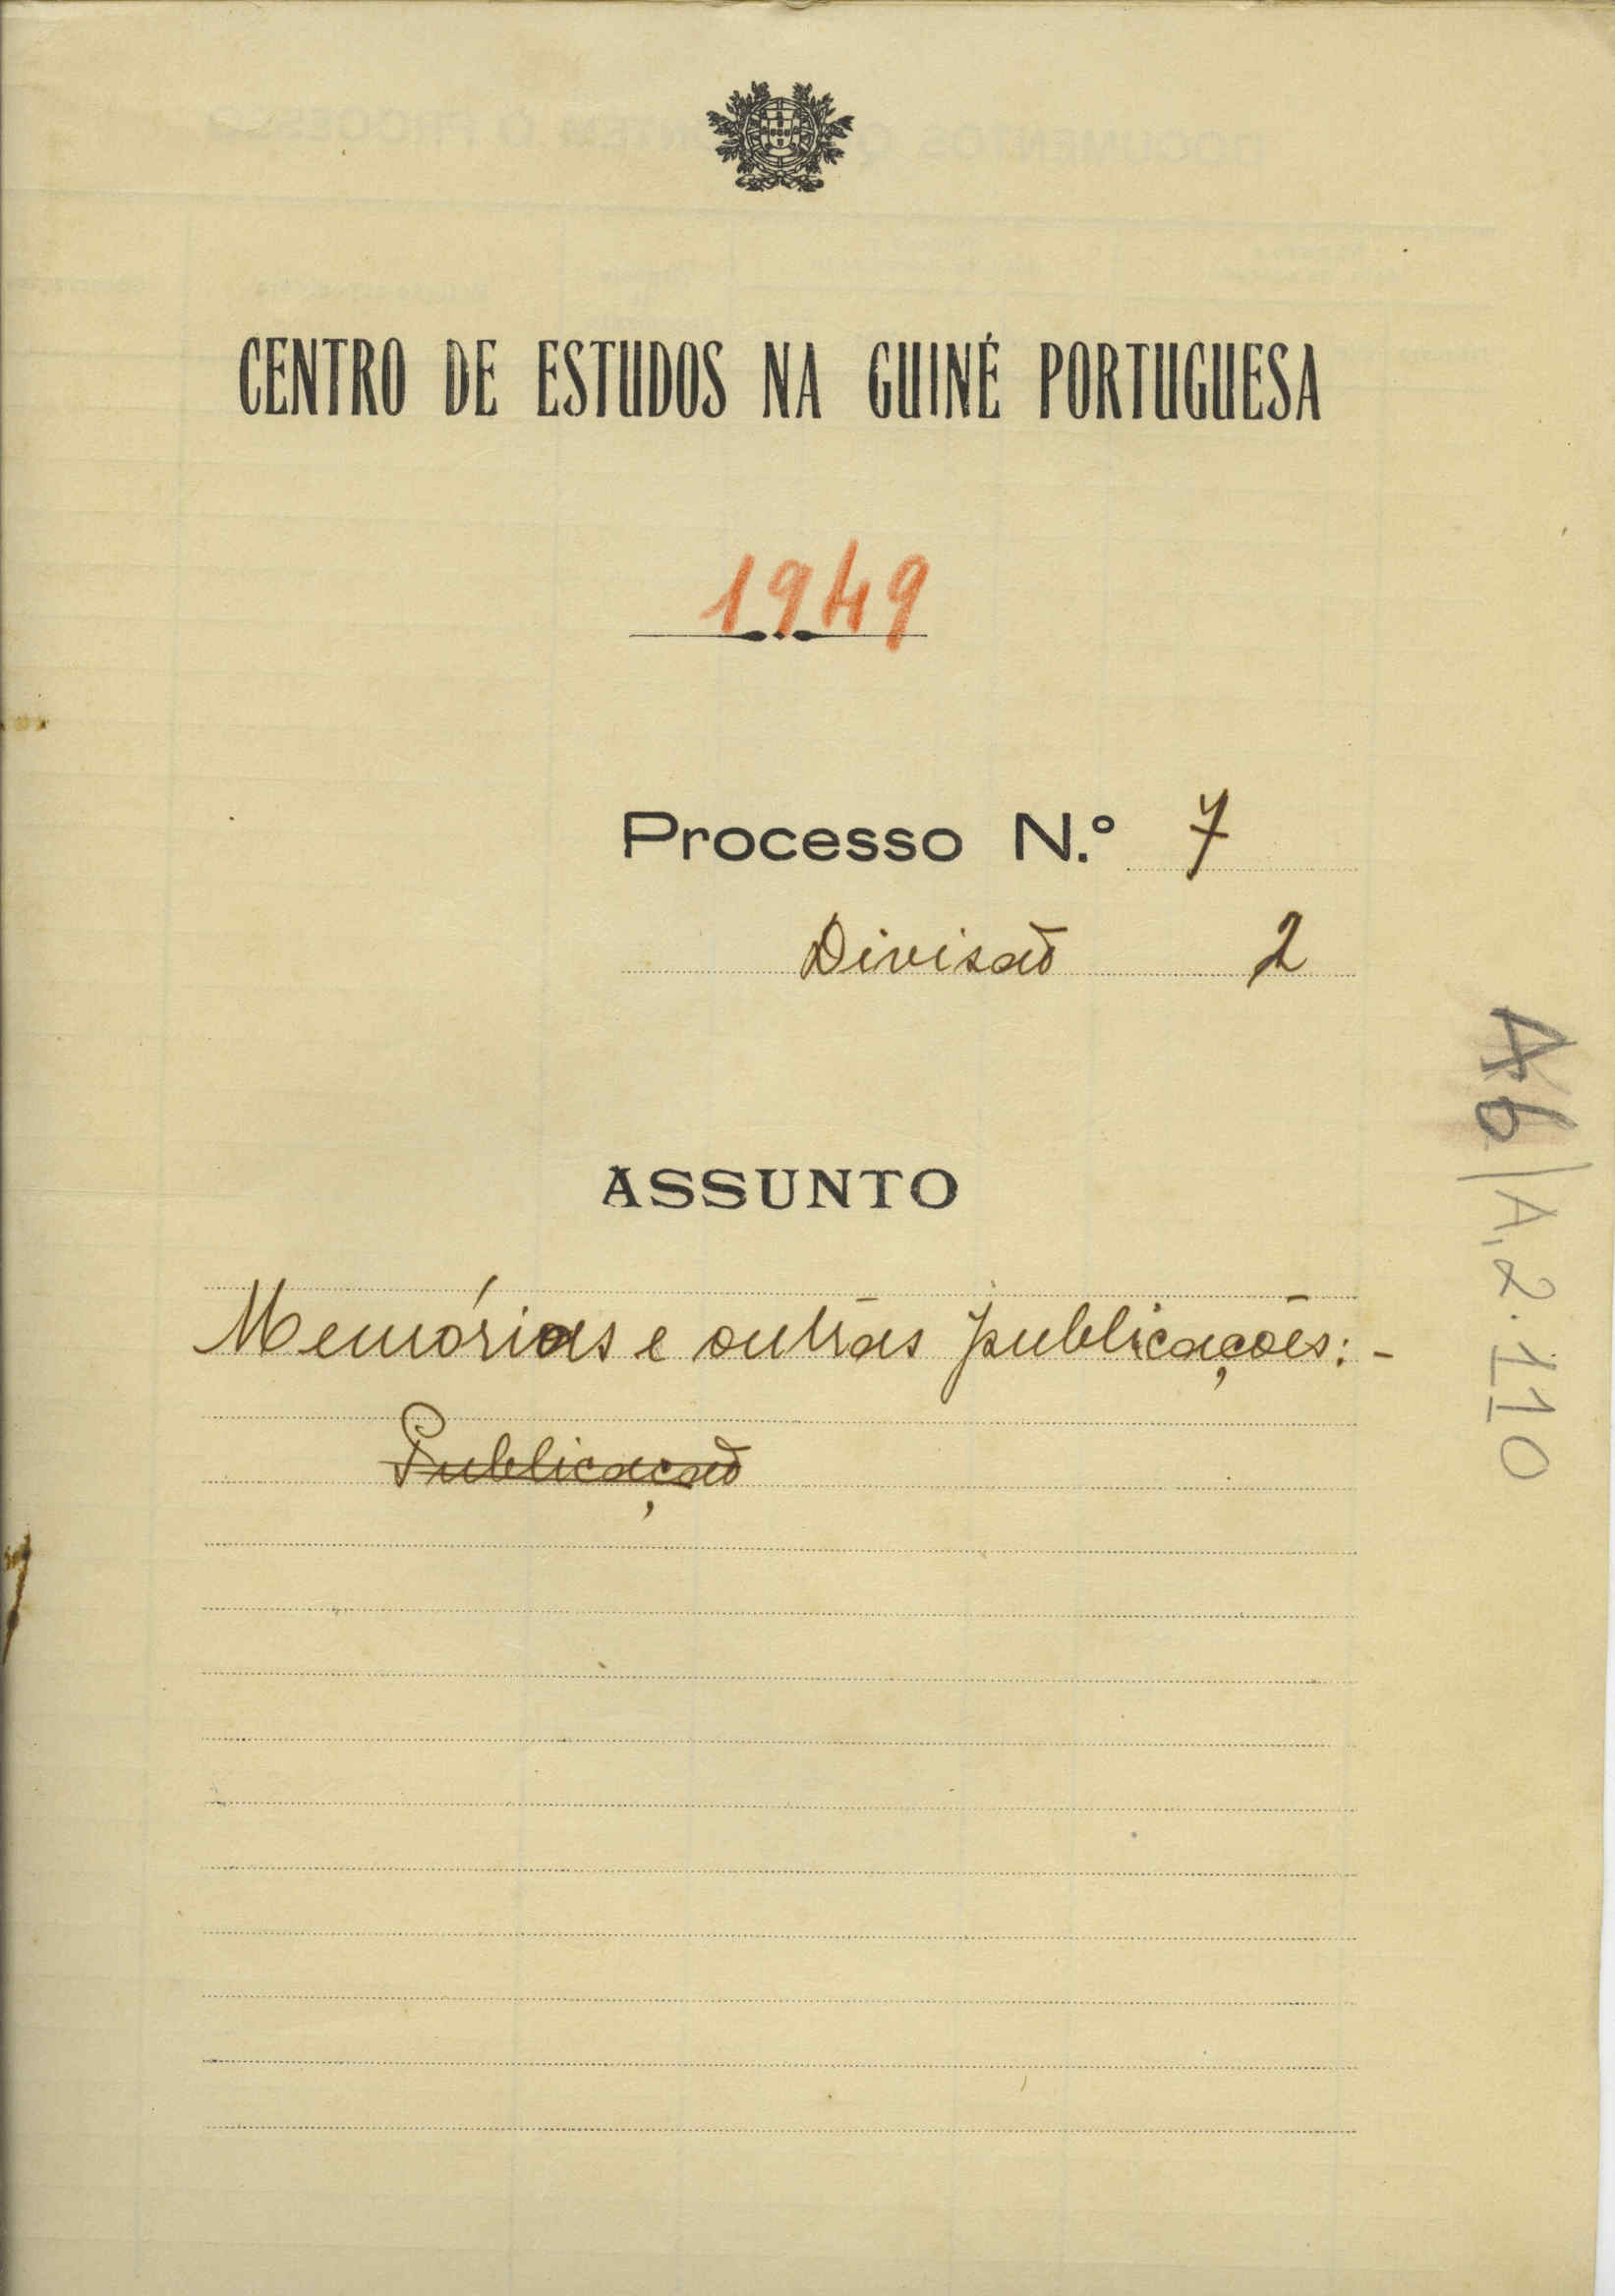 CENTRO DE ESTUDOS NA GUINÉ PORTUGUESA
1949
Processo N.º 7
Divisão 2
ASSUNTO
Memórias e outras publicações: -
Publicação
A6/A,2.110